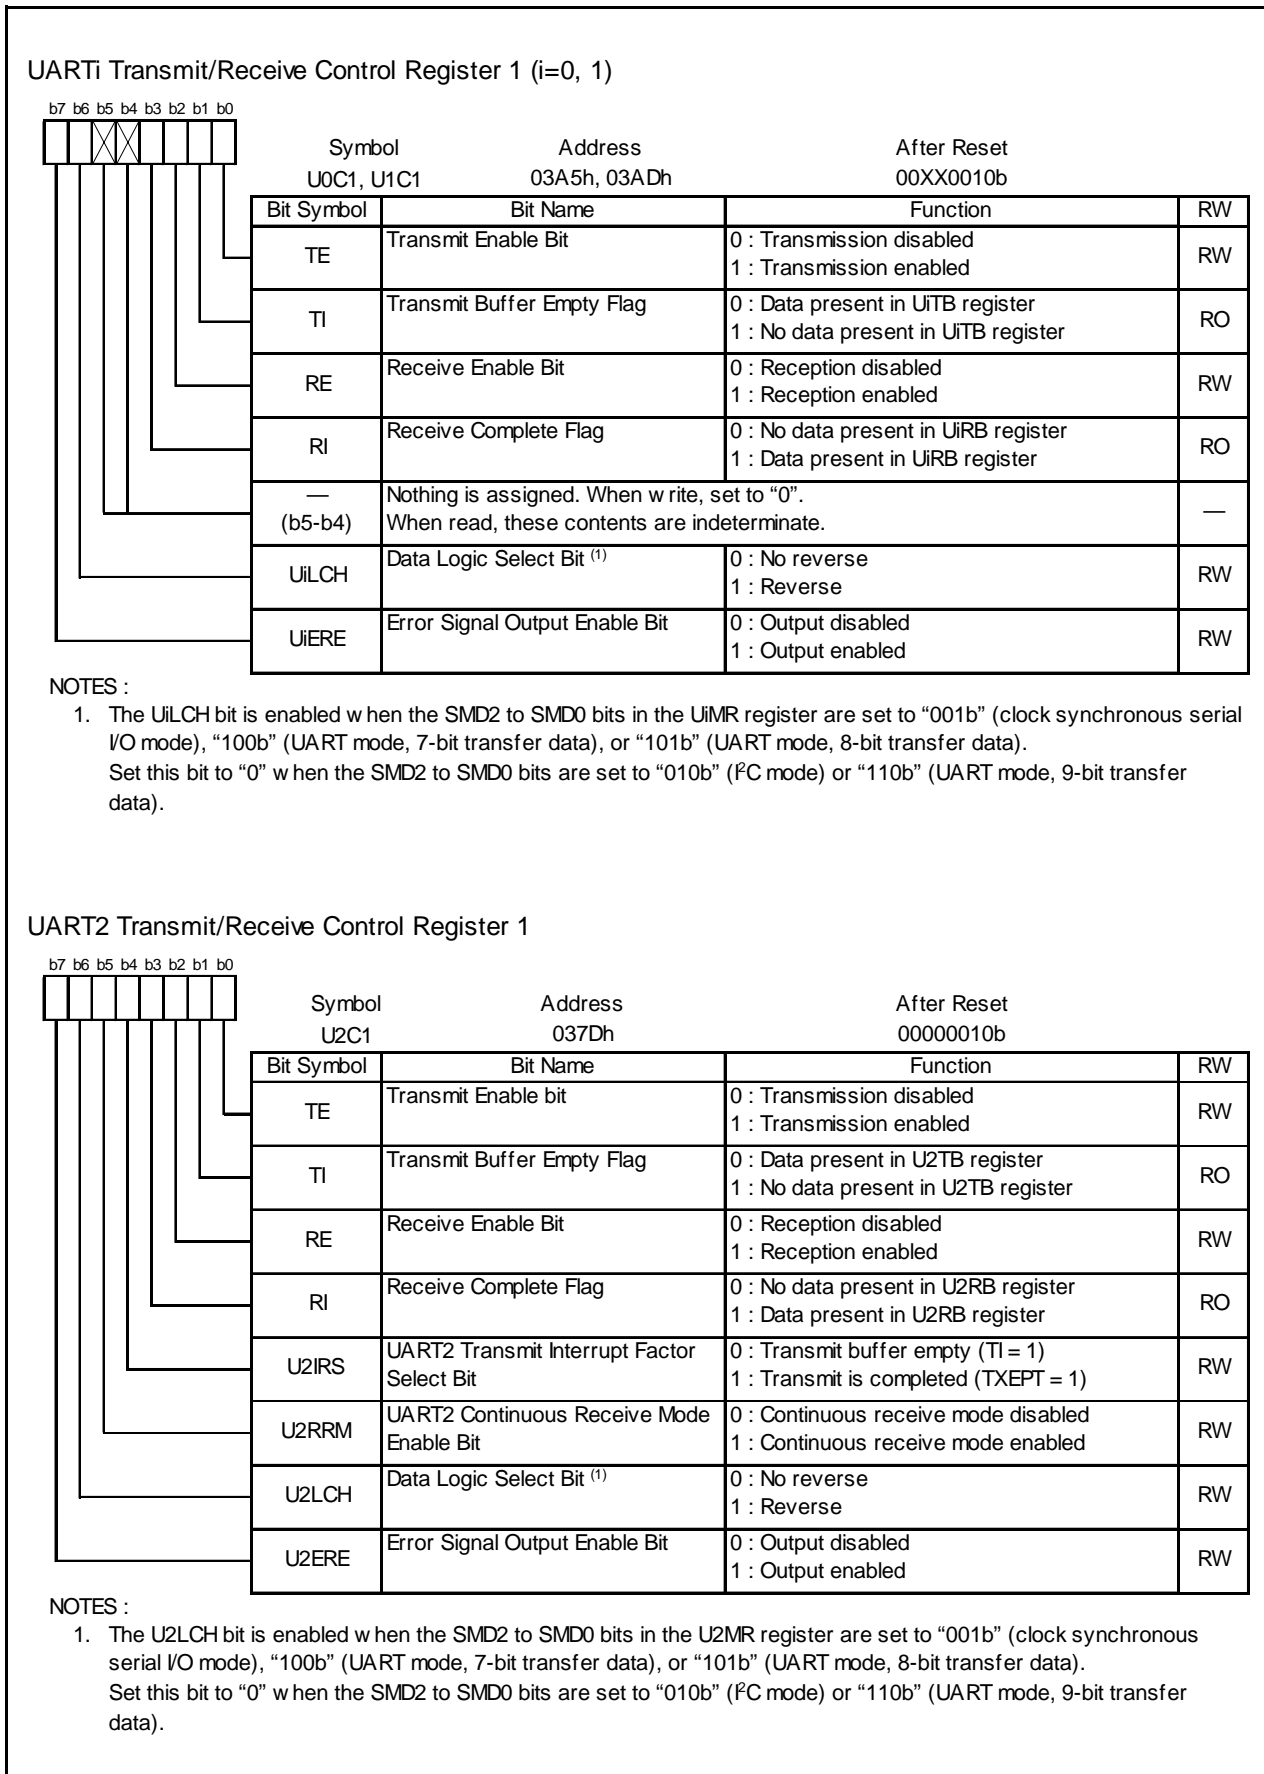 UARTi Transmit/Receive Control Register 1 (i=0, 1)
b7 b6 b5 b4 b3 b2 b1 b0
Symbol Address After Reset
U0C1, U1C1 03A5h, 03ADh 00XX0010b
Bit Symbol Bit Name Function RW
TE Transmit Enable Bit 0 : Transmission disabled RW
1 : Transmission enabled
TI Transmit Buffer Empty Flag 0 : Data present in UiTB register RO
1 : No data present in UiTB register
RE Receive Enable Bit 0 : Reception disabled RW
1 : Reception enabled
RI Receive Complete Flag 0 : No data present in UiRB register RO
1 : Data present in UiRB register
— Nothing is assigned. When write, set to “0”. —
(b5-b4) When read, these contents are indeterminate.
UiLCH Data Logic Select Bit (1) 0 : No reverse RW
1 : Reverse
UiERE Error Signal Output Enable Bit 0 : Output disabled RW
1 : Output enabled
NOTES :
1. The UiLCH bit is enabled when the SMD2 to SMD0 bits in the UiMR register are set to “001b” (clock synchronous serial
I/O mode), “100b” (UART mode, 7-bit transfer data), or “101b” (UART mode, 8-bit transfer data).
Set this bit to “0” when the SMD2 to SMD0 bits are set to “010b” (I²C mode) or “110b” (UART mode, 9-bit transfer
data).
UART2 Transmit/Receive Control Register 1
b7 b6 b5 b4 b3 b2 b1 b0
Symbol Address After Reset
U2C1 037Dh 00000010b
Bit Symbol Bit Name Function RW
TE Transmit Enable bit 0 : Transmission disabled RW
1 : Transmission enabled
TI Transmit Buffer Empty Flag 0 : Data present in U2TB register RO
1 : No data present in U2TB register
RE Receive Enable Bit 0 : Reception disabled RW
1 : Reception enabled
RI Receive Complete Flag 0 : No data present in U2RB register RO
1 : Data present in U2RB register
U2IRS UART2 Transmit Interrupt Factor 0 : Transmit buffer empty (TI = 1) RW
Select Bit 1 : Transmit is completed (TXEPT = 1)
U2RRM UART2 Continuous Receive Mode 0 : Continuous receive mode disabled RW
Enable Bit 1 : Continuous receive mode enabled
U2LCH Data Logic Select Bit (1) 0 : No reverse RW
1 : Reverse
U2ERE Error Signal Output Enable Bit 0 : Output disabled RW
1 : Output enabled
NOTES :
1. The U2LCH bit is enabled when the SMD2 to SMD0 bits in the U2MR register are set to “001b” (clock synchronous
serial I/O mode), “100b” (UART mode, 7-bit transfer data), or “101b” (UART mode, 8-bit transfer data).
Set this bit to “0” when the SMD2 to SMD0 bits are set to “010b” (I²C mode) or “110b” (UART mode, 9-bit transfer
data).